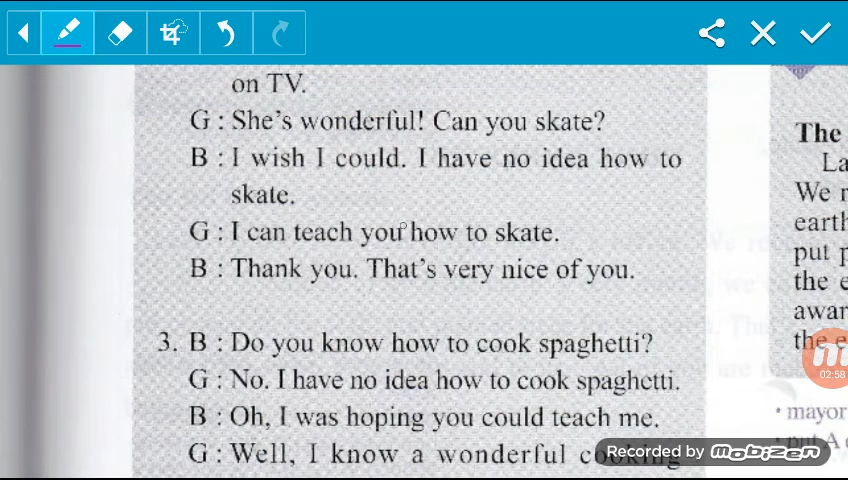 on TV.
G : She's wonderful! Can you skate?
B : I wish I could. I have no idea how to
skate.
G : I can teach you how to skate.
B : Thank you. That's very nice of you.
3. B : Do you know how to cook spaghetti?
G : No. I have no idea how to cook spaghetti.
B : Oh, I was hoping you could teach me.
G : Well, I know a wonderful cooking
The
La
We r
earth
put p
the e
awar
the e
02:58
• mayor
• put A
Recorded by mobizen